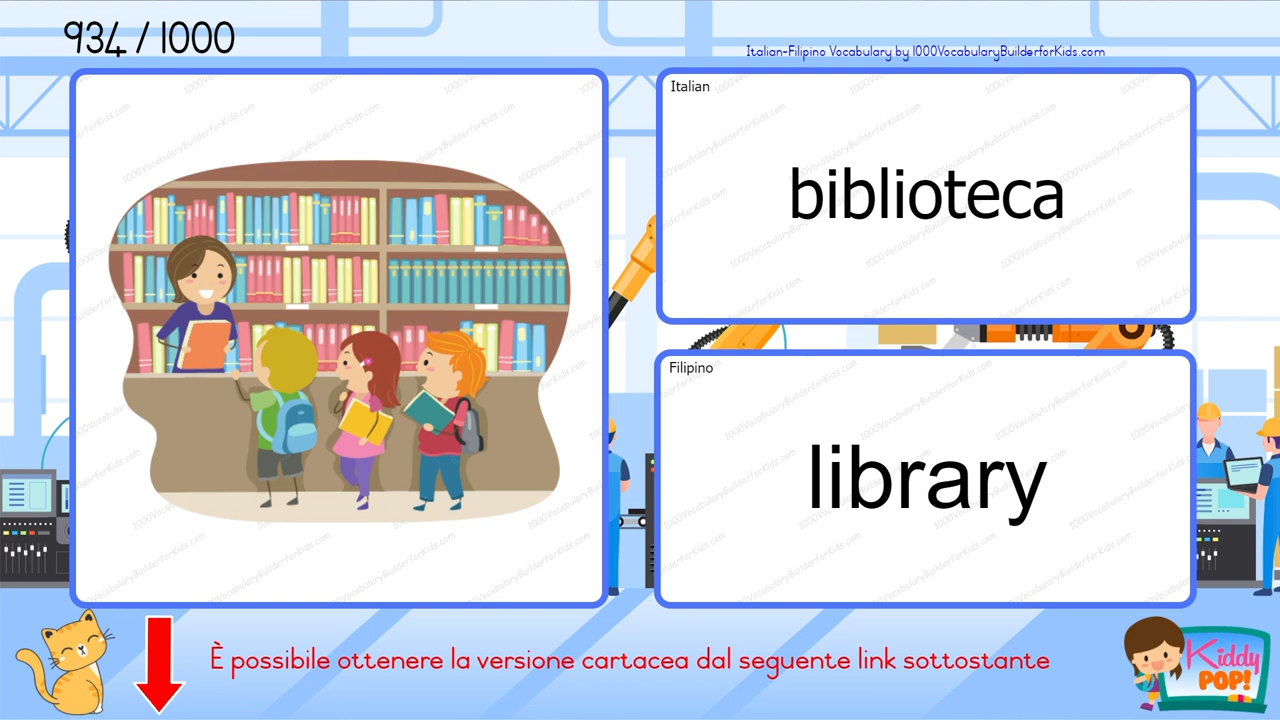 934 / 1000
Italian-Filipino Vocabulary by 1000VocabularyBuilderforKids.com
Italian
biblioteca
Filipino
library
È possibile ottenere la versione cartacea dal seguente link sottostante
Kiddy
POP!